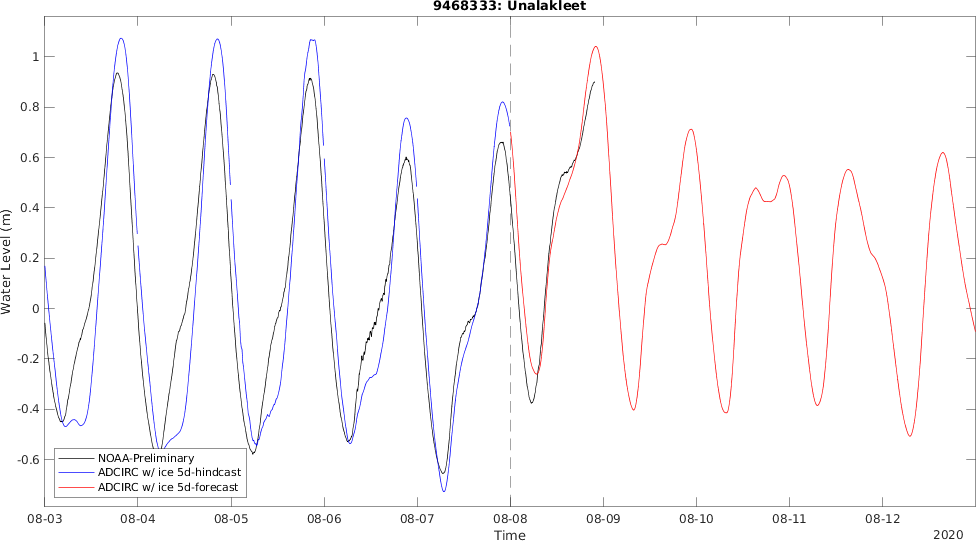 9468333: Unalakleet
Water Level (m)
1
0.8
0.6
0.4
0.2
0
-0.2
-0.4
-0.6
NOAA-Preliminary
ADCIRC w/ ice 5d-hindcast
ADCIRC w/ ice 5d-forecast
08-03 08-04 08-05 08-06 08-07 08-08 08-09 08-10 08-11 08-12
Time
2020